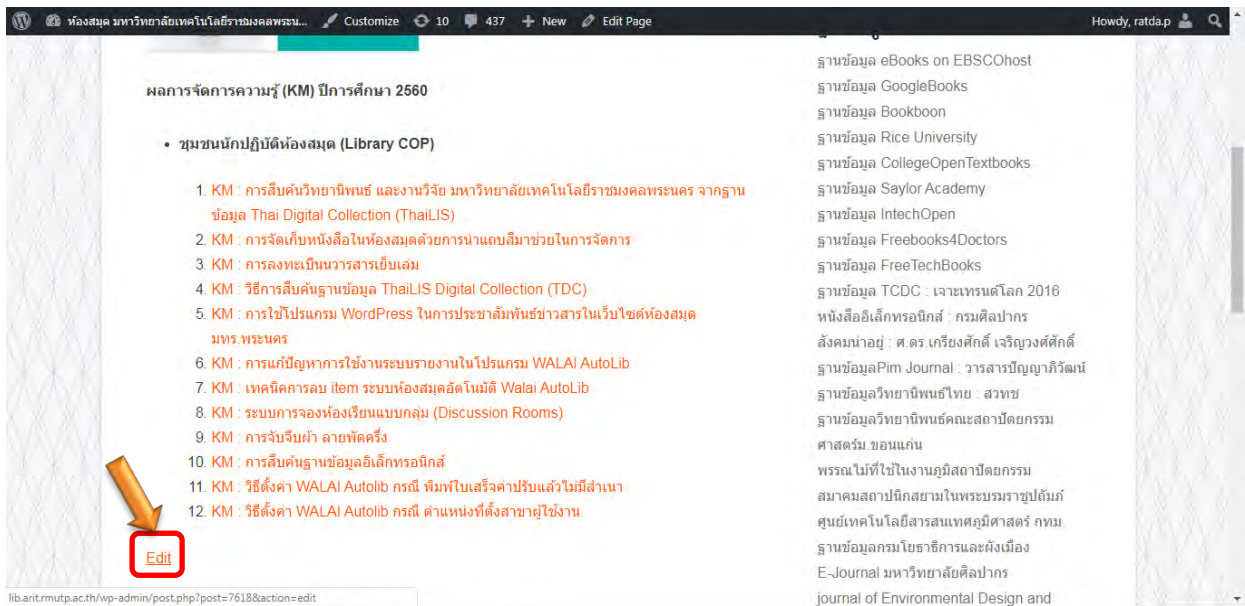 ห้องสมุด มหาวิทยาลัยเทคโนโลยีราชมงคลพระน... Customize 10 437 New Edit Page Howdy, ratda.p
ผลการจัดการความรู้ (KM) ปีการศึกษา 2560
• ชุมชนนักปฏิบัติห้องสมุด (Library COP)
1. KM : การสืบค้นวิทยานิพนธ์ และงานวิจัย มหาวิทยาลัยเทคโนโลยีราชมงคลพระนคร จากฐาน
ข้อมูล Thai Digital Collection (ThaiLIS)
2. KM : การจัดเก็บหนังสือในห้องสมุดด้วยการนำแถบสีมาช่วยในการจัดการ
3. KM : การลงทะเบียนวารสารเย็บเล่ม
4. KM : วิธีการสืบค้นฐานข้อมูล ThaiLIS Digital Collection (TDC)
5. KM : การใช้โปรแกรม WordPress ในการประชาสัมพันธ์ข่าวสารในเว็บไซต์ห้องสมุด
มทร.พระนคร
6. KM : การแก้ปัญหาการใช้งานระบบรายงานในโปรแกรม WALAI AutoLib
7. KM : เทคนิคการลบ item ระบบห้องสมุดอัตโนมัติ Walai AutoLib
8. KM : ระบบการจองห้องเรียนแบบกลุ่ม (Discussion Rooms)
9. KM : การจับจีบผ้า ลายพัดครึ่ง
10. KM : การสืบค้นฐานข้อมูลอิเล็กทรอนิกส์
11. KM : วิธีตั้งค่า WALAI Autolib กรณี พิมพ์ใบเสร็จค่าปรับแล้วไม่มีสำเนา
12. KM : วิธีตั้งค่า WALAI Autolib กรณี ตำแหน่งที่ตั้งสาขาผู้ใช้งาน
Edit
ฐานข้อมูล eBooks on EBSCOhost
ฐานข้อมูล GoogleBooks
ฐานข้อมูล Bookboon
ฐานข้อมูล Rice University
ฐานข้อมูล CollegeOpenTextbooks
ฐานข้อมูล Saylor Academy
ฐานข้อมูล IntechOpen
ฐานข้อมูล Freebooks4Doctors
ฐานข้อมูล FreeTechBooks
ฐานข้อมูล TCDC : เจาะเทรนด์โลก 2016
หนังสืออิเล็กทรอนิกส์ : กรมศิลปากร
สังคมน่าอยู่ : ศ.ดร.เกรียงศักดิ์ เจริญวงศ์ศักดิ์
ฐานข้อมูลPim Journal : วารสารปัญญาภิวัฒน์
ฐานข้อมูลวิทยานิพนธ์ไทย : สวทช
ฐานข้อมูลวิทยานิพนธ์คณะสถาปัตยกรรม
ศาสตร์ม.ขอนแก่น
พรรณไม้ที่ใช้ในงานภูมิสถาปัตยกรรม
สมาคมสถาปนิกสยามในพระบรมราชูปถัมภ์
ศูนย์เทคโนโลยีสารสนเทศภูมิศาสตร์ กทม.
ฐานข้อมูลกรมโยธาธิการและผังเมือง
E-Journal มหาวิทยาลัยศิลปากร
journal of Environmental Design and
lib.arit.rmutp.ac.th/wp-admin/post.php?post=7618&action=edit